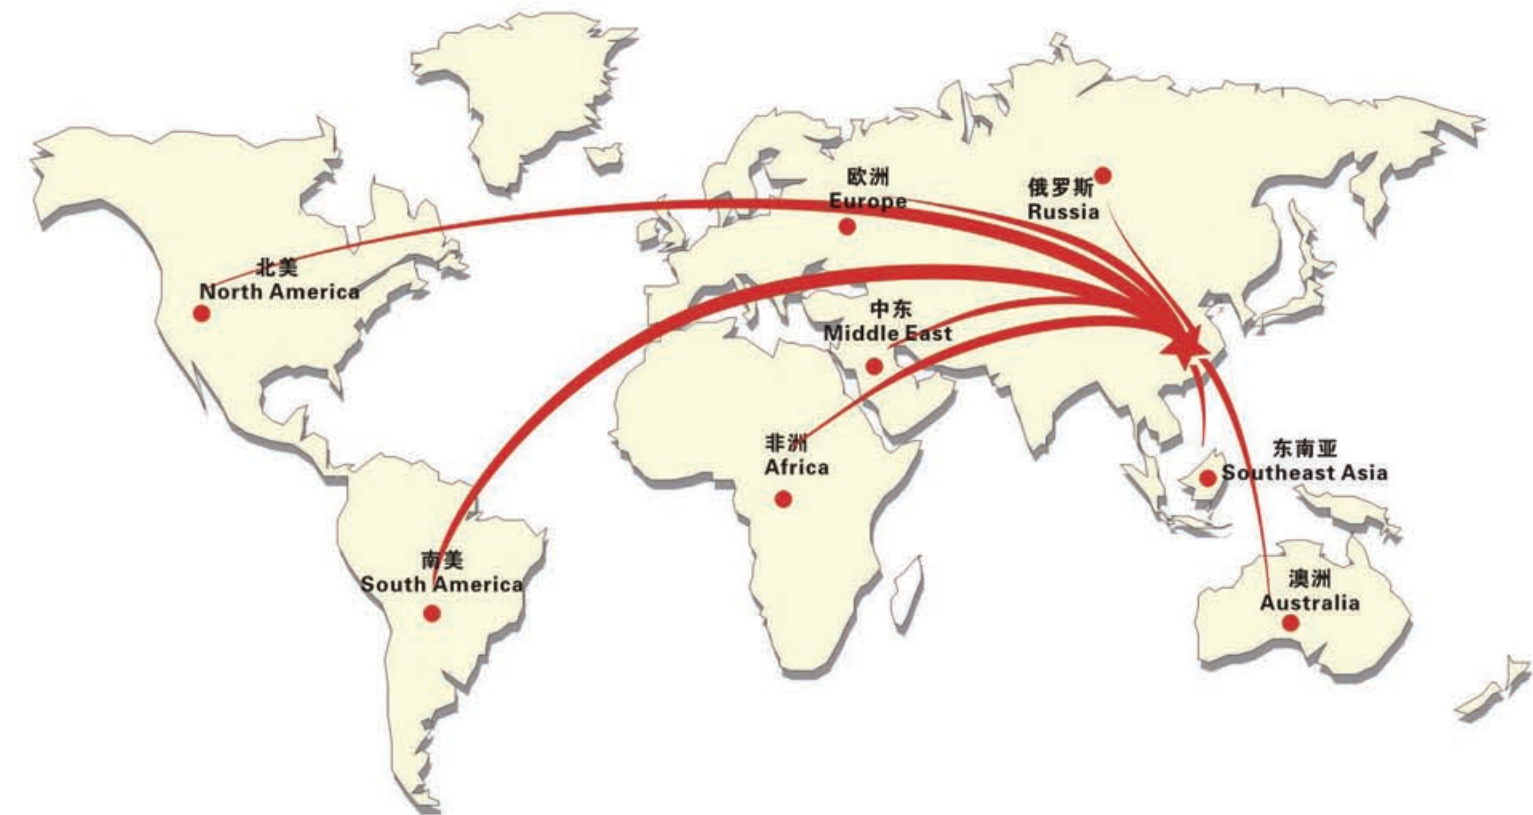 欧洲
Europe
俄罗斯
Russia
北美
North America
中东
Middle East
非洲
Africa
东南亚
Southeast Asia
南美
South America
澳洲
Australia